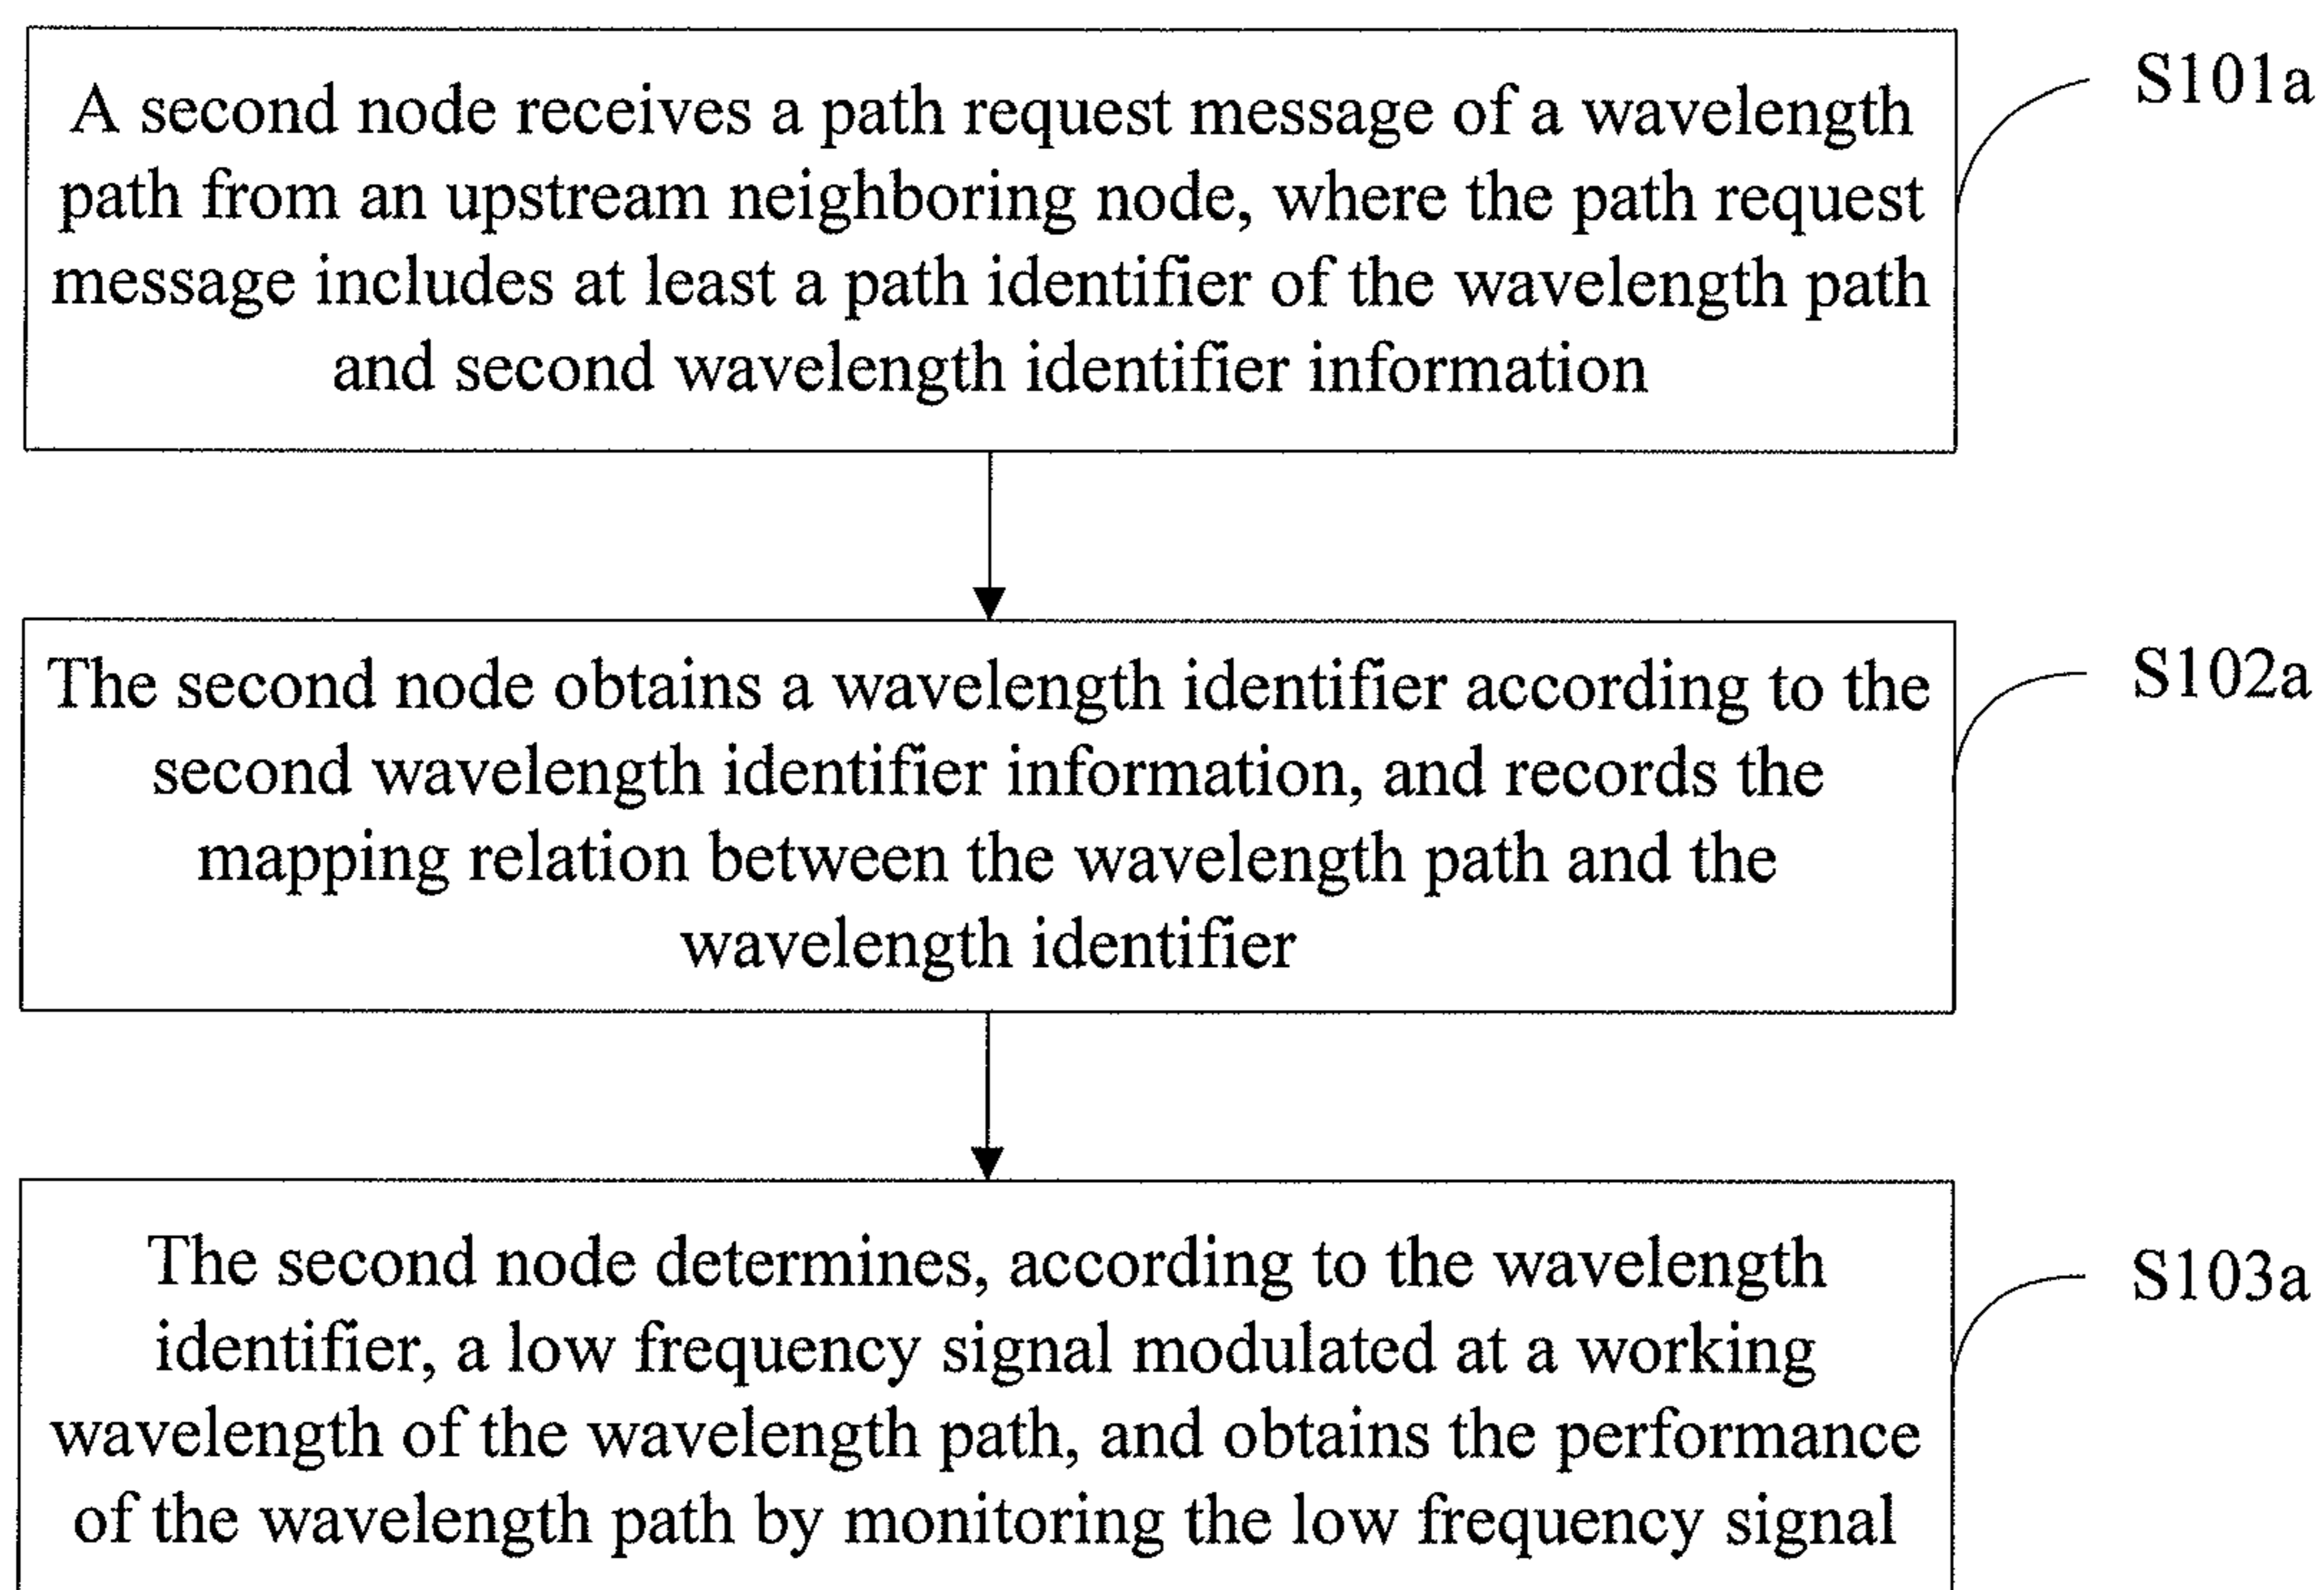 A second node receives a path request message of a wavelength
path from an upstream neighboring node, where the path request
message includes at least a path identifier of the wavelength path
and second wavelength identifier information
S101a
The second node obtains a wavelength identifier according to the
second wavelength identifier information, and records the
mapping relation between the wavelength path and the
wavelength identifier
S102a
The second node determines, according to the wavelength
identifier, a low frequency signal modulated at a working
wavelength of the wavelength path, and obtains the performance
of the wavelength path by monitoring the low frequency signal
S103a